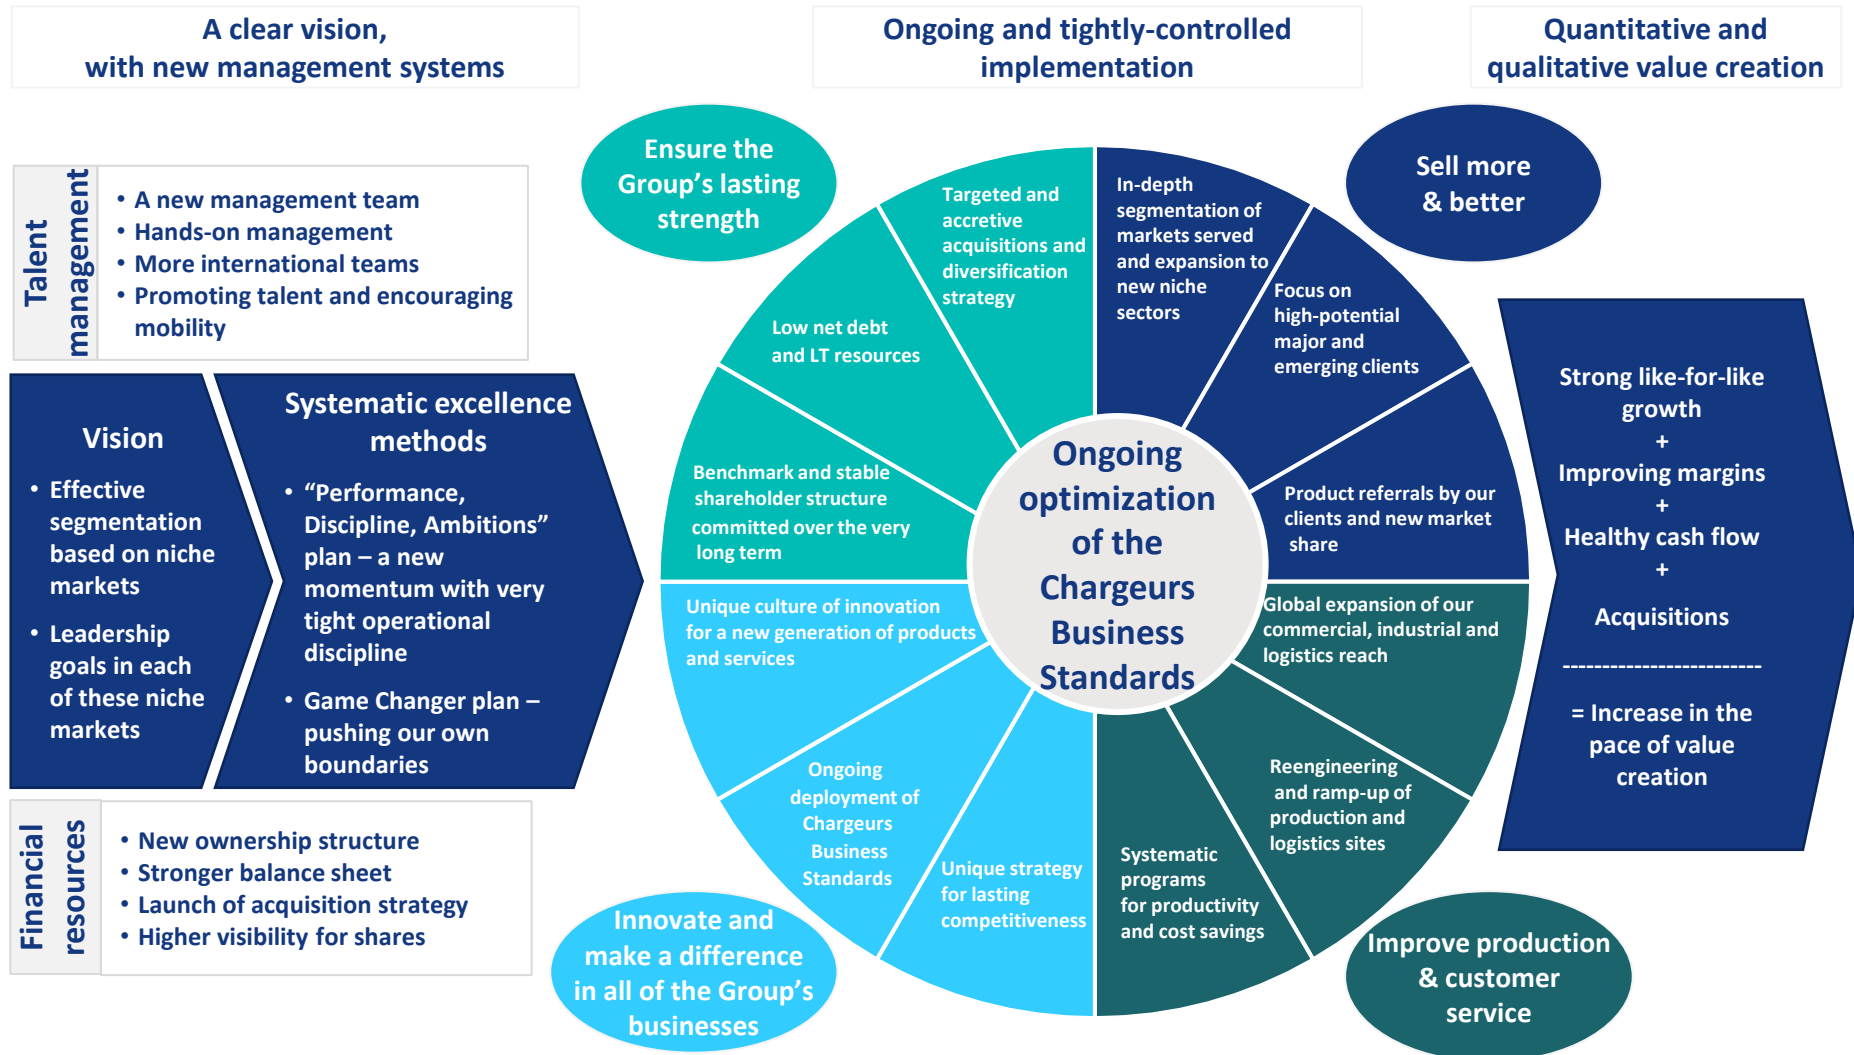 A clear vision,
with new management systems
Ongoing and tightly-controlled
implementation
Quantitative and
qualitative value creation
Talent
management
• A new management team
• Hands-on management
• More international teams
• Promoting talent and encouraging
mobility
Vision
• Effective
segmentation
based on niche
markets
• Leadership
goals in each
of these niche
markets
Systematic excellence
methods
• “Performance,
Discipline, Ambitions”
plan – a new
momentum with very
tight operational
discipline
• Game Changer plan –
pushing our own
boundaries
Financial
resources
• New ownership structure
• Stronger balance sheet
• Launch of acquisition strategy
• Higher visibility for shares
Ensure the
Group’s lasting
strength
Targeted and
accretive
acquisitions and
diversification
strategy
Low net debt
and LT resources
Benchmark and stable
shareholder structure
committed over the very
long term
Sell more
& better
In-depth
segmentation of
markets served
and expansion to
new niche
sectors
Focus on
high-potential
major and
emerging clients
Product referrals by our
clients and new market
share
Ongoing
optimization
of the
Chargeurs
Business
Standards
Unique culture of innovation
for a new generation of products
and services
Ongoing
deployment of
Chargeurs
Business
Standards
Unique strategy
for lasting
competitiveness
Innovate and
make a difference
in all of the Group’s
businesses
Global expansion of our
commercial, industrial and
logistics reach
Reengineering
and ramp-up of
production and
logistics sites
Systematic
programs
for productivity
and cost savings
Improve production
& customer
service
Strong like-for-like
growth
+
Improving margins
+
Healthy cash flow
+
Acquisitions
-------------------------
= Increase in the
pace of value
creation